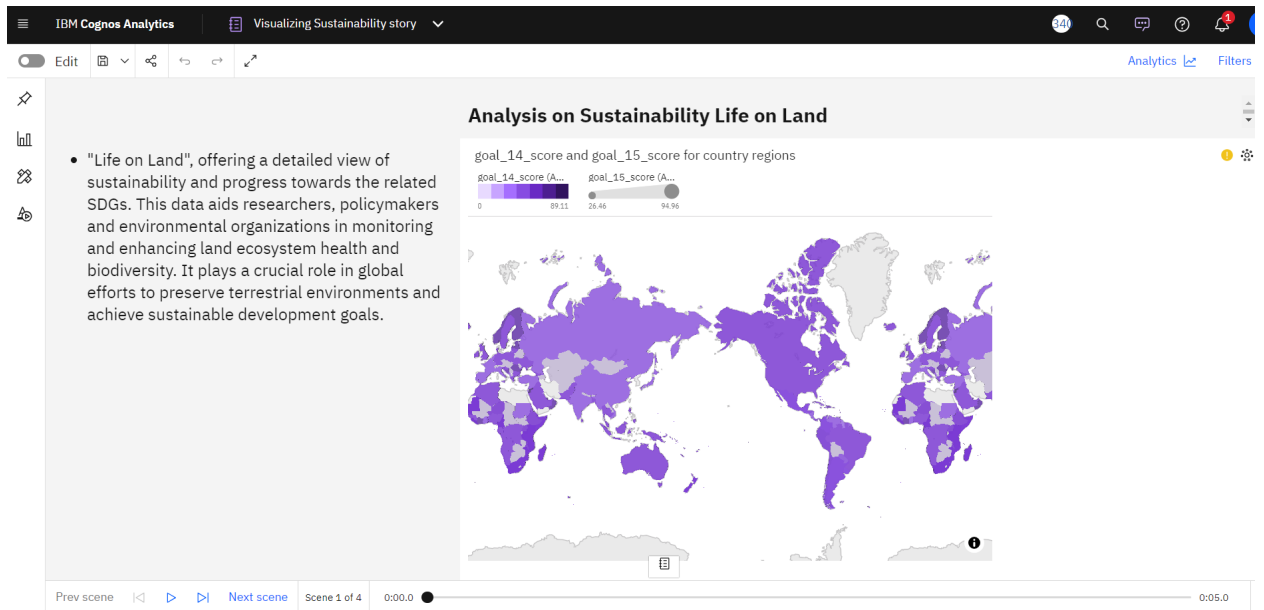 IBM Cognos Analytics
Visualizing Sustainability story
340
1
Edit
Analytics
Filters
Analysis on Sustainability Life on Land
• "Life on Land", offering a detailed view of
sustainability and progress towards the related
SDGs. This data aids researchers, policymakers
and environmental organizations in monitoring
and enhancing land ecosystem health and
biodiversity. It plays a crucial role in global
efforts to preserve terrestrial environments and
achieve sustainable development goals.
goal_14_score and goal_15_score for country regions
goal_14_score (A...
goal_15_score (A...
0 89.11
26.46 94.96
Prev scene
Next scene
Scene 1 of 4
0:00.0
0:05.0